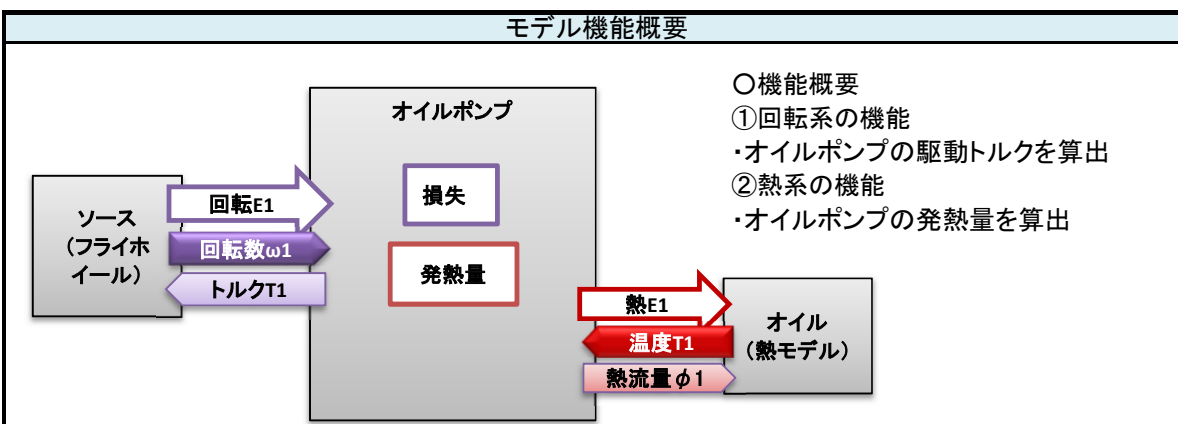 モデル機能概要
オイルポンプ
損失
発熱量
ソース
(フライホ
イール)
回転E1
回転数ω1
トルクT1
熱E1
温度T1
熱流量φ1
オイル
(熱モデル)
〇機能概要
①回転系の機能
・オイルポンプの駆動トルクを算出
②熱系の機能
・オイルポンプの発熱量を算出